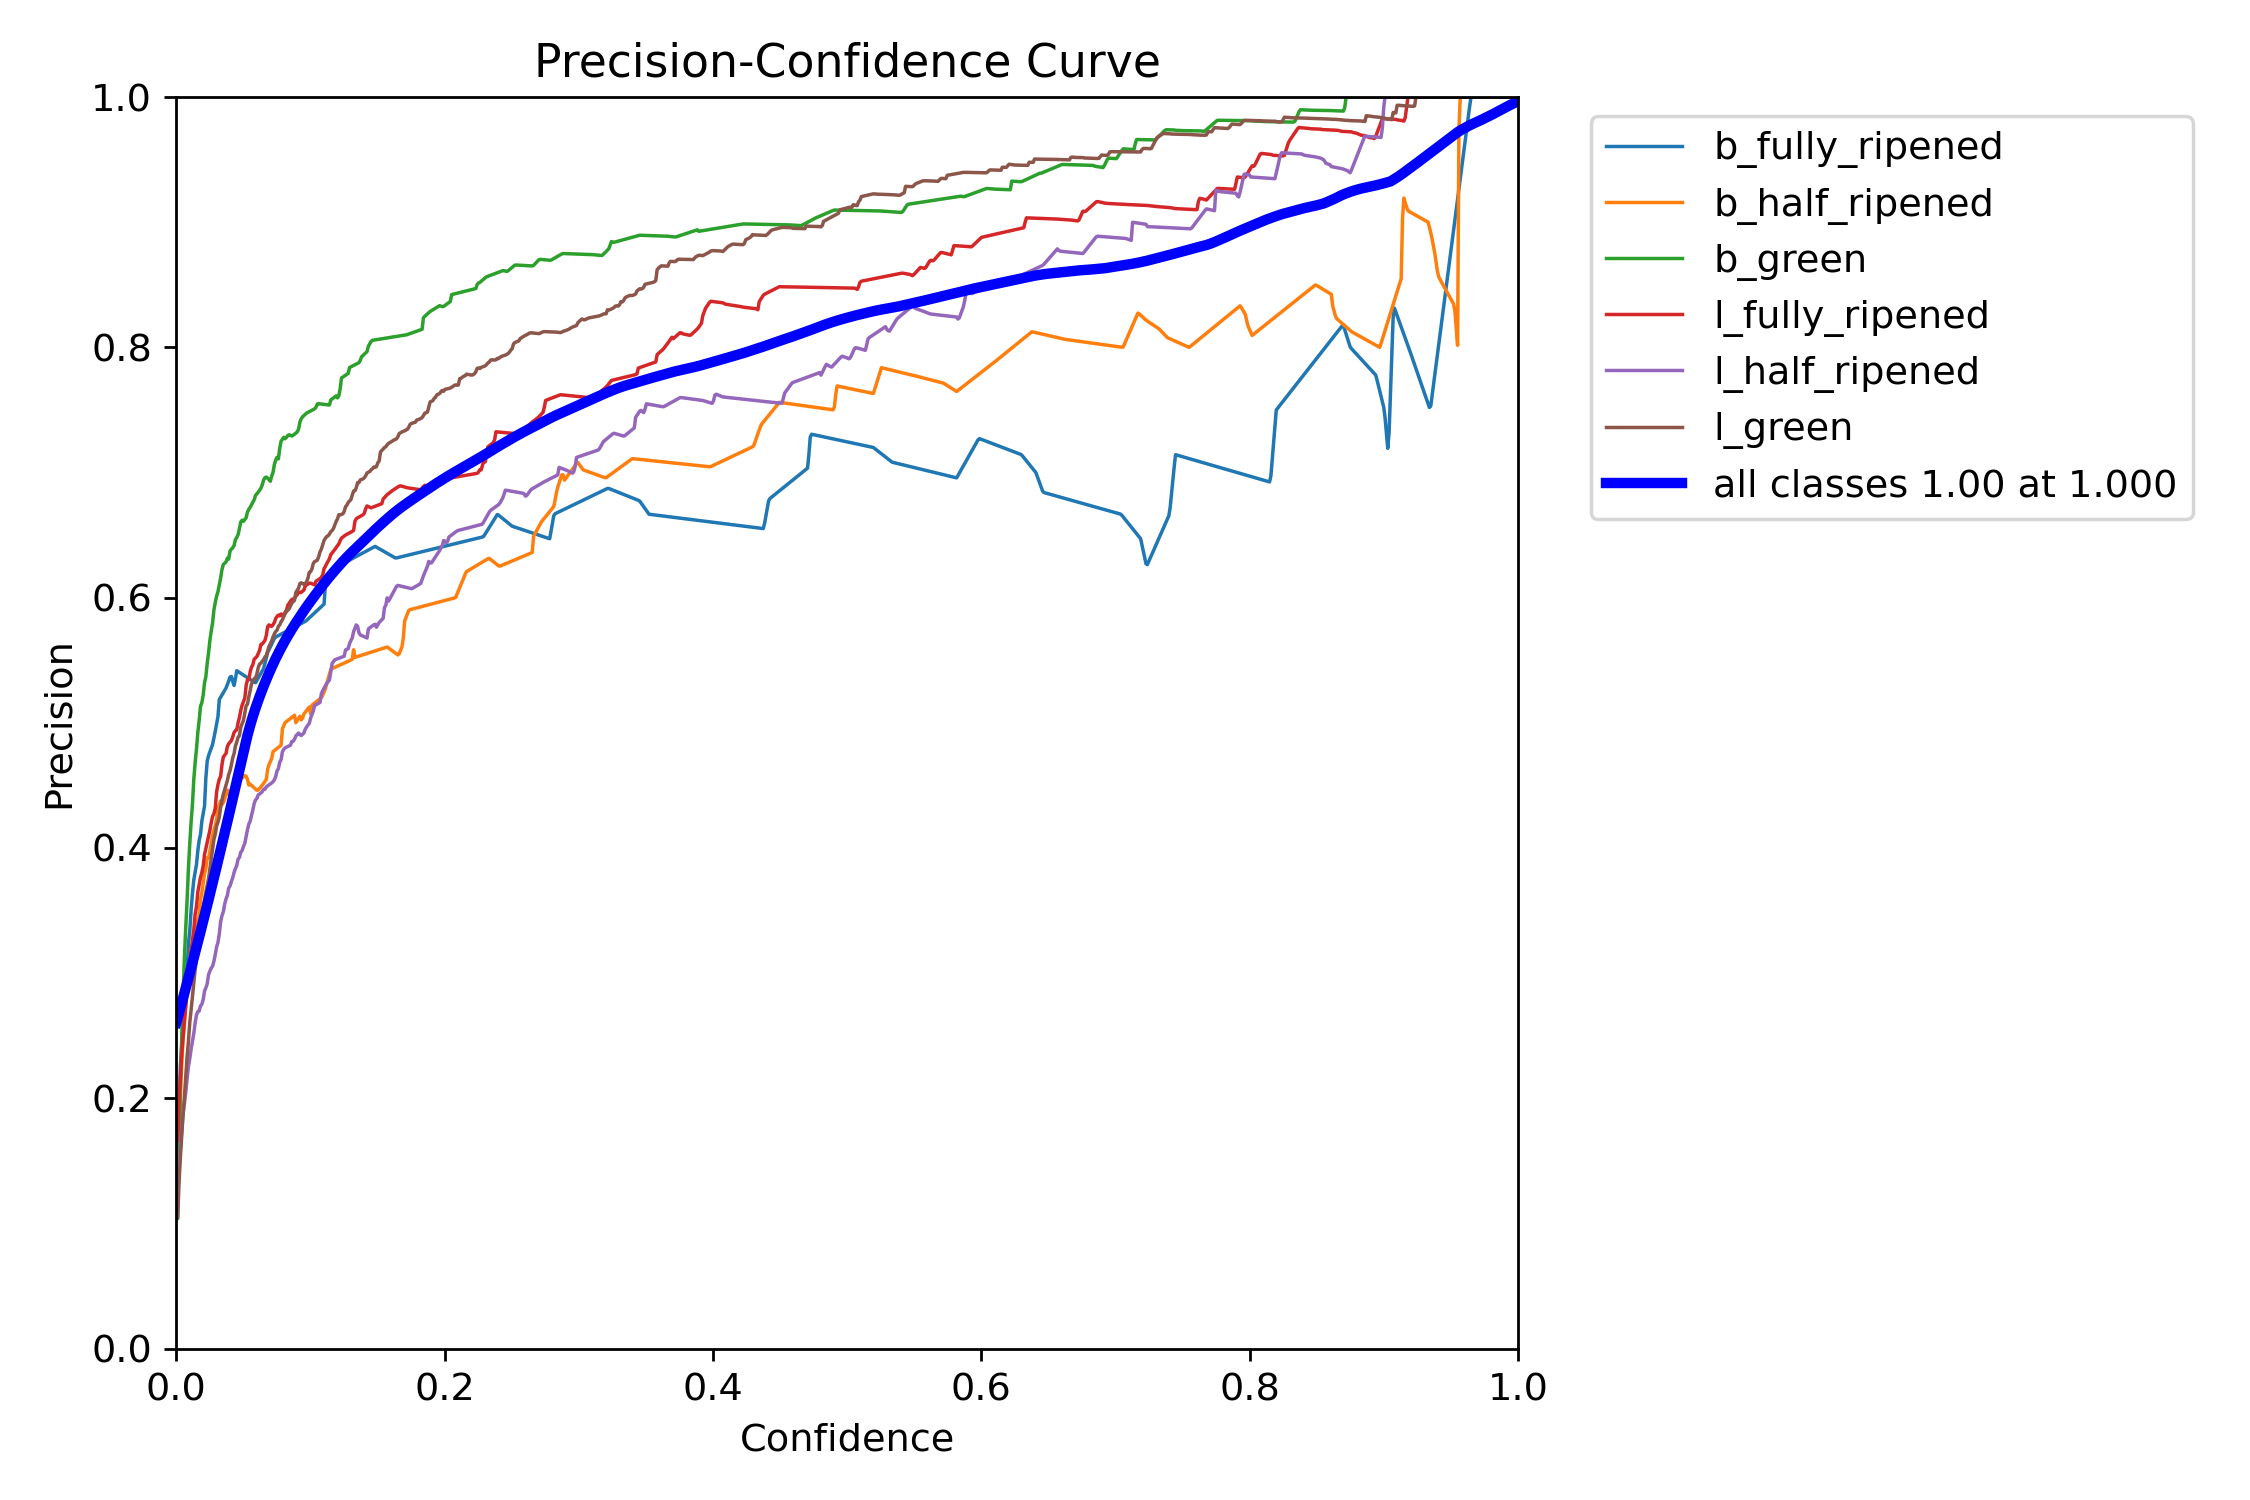 Precision-Confidence Curve
1.0
0.8
0.6
0.4
0.2
0.0
Precision
0.0 0.2 0.4 0.6 0.8 1.0
Confidence
b_fully_ripened
b_half_ripened
b_green
l_fully_ripened
l_half_ripened
l_green
all classes 1.00 at 1.000